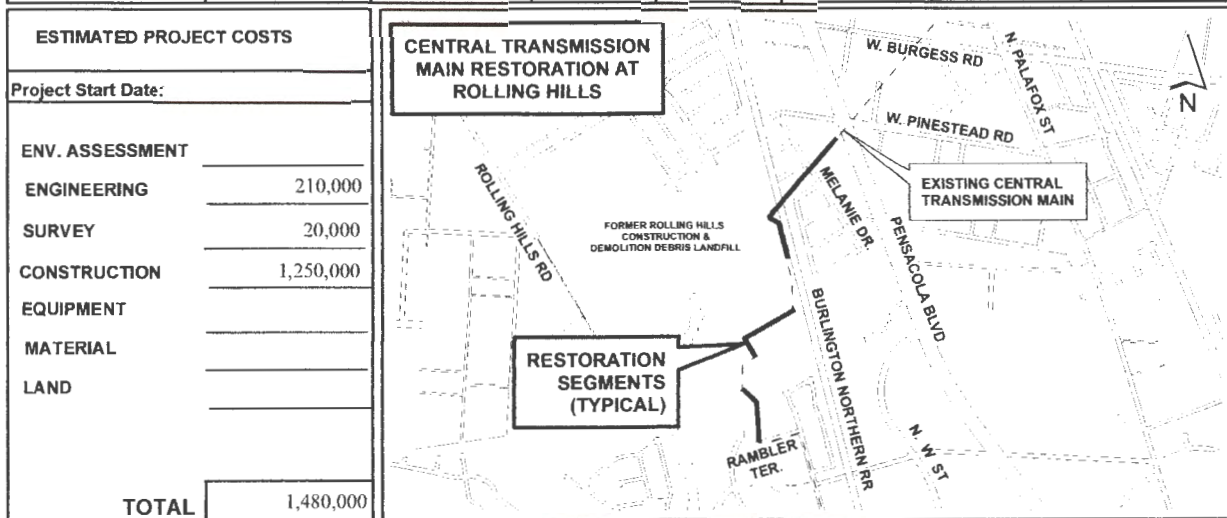 ESTIMATED PROJECT COSTS
Project Start Date:
ENV. ASSESSMENT
ENGINEERING 210,000
SURVEY 20,000
CONSTRUCTION 1,250,000
EQUIPMENT
MATERIAL
LAND
TOTAL 1,480,000
CENTRAL TRANSMISSION
MAIN RESTORATION AT
ROLLING HILLS
W. BURGESS RD
N. PALAFOX ST
N
W. PINESTEAD RD
EXISTING CENTRAL
TRANSMISSION MAIN
ROLLING HILLS RD
FORMER ROLLING HILLS
CONSTRUCTION &
DEMOLITION DEBRIS LANDFILL
MELANIE DR.
PENSACOLA BLVD
BURLINGTON NORTHERN RR
RESTORATION
SEGMENTS
(TYPICAL)
RAMBLER
TER.
N. W ST